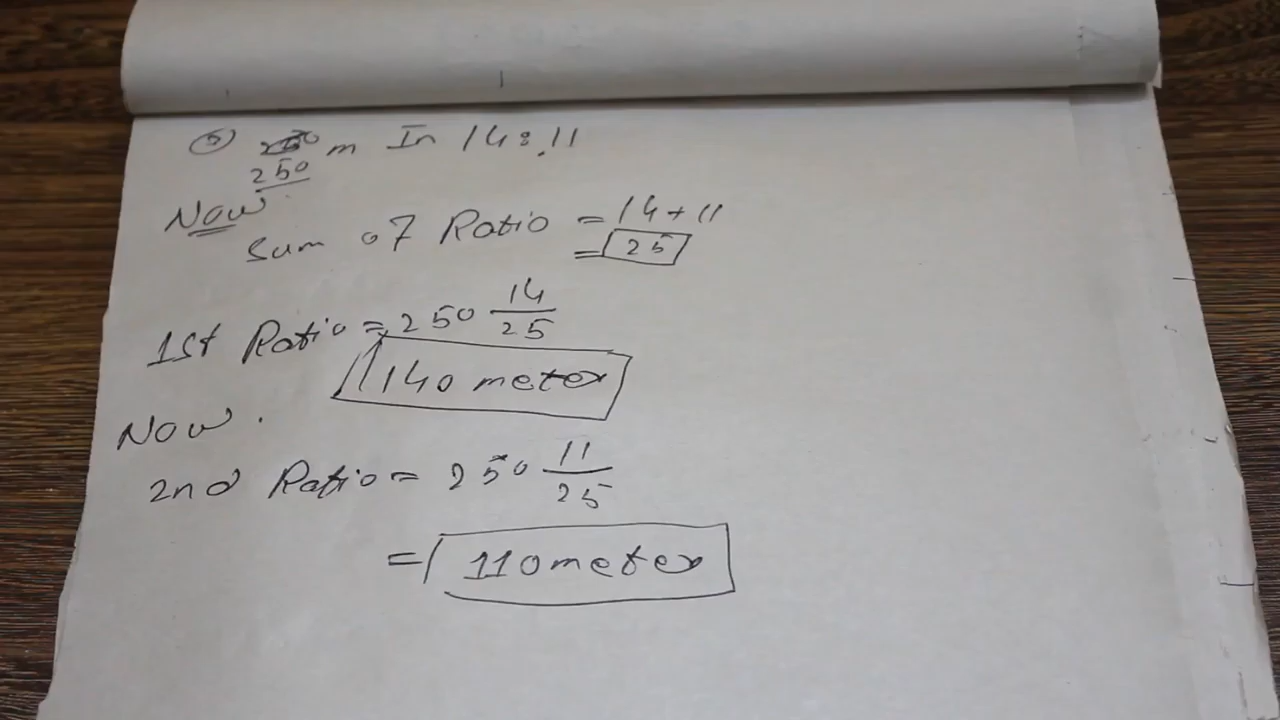 5) m In 14:11
250
Now
Sum of Ratio = 14 + 11
= 25
1st Ratio = 250 14/25
140 meter
Now.
2nd Ratio = 250 11/25
= 110 meter